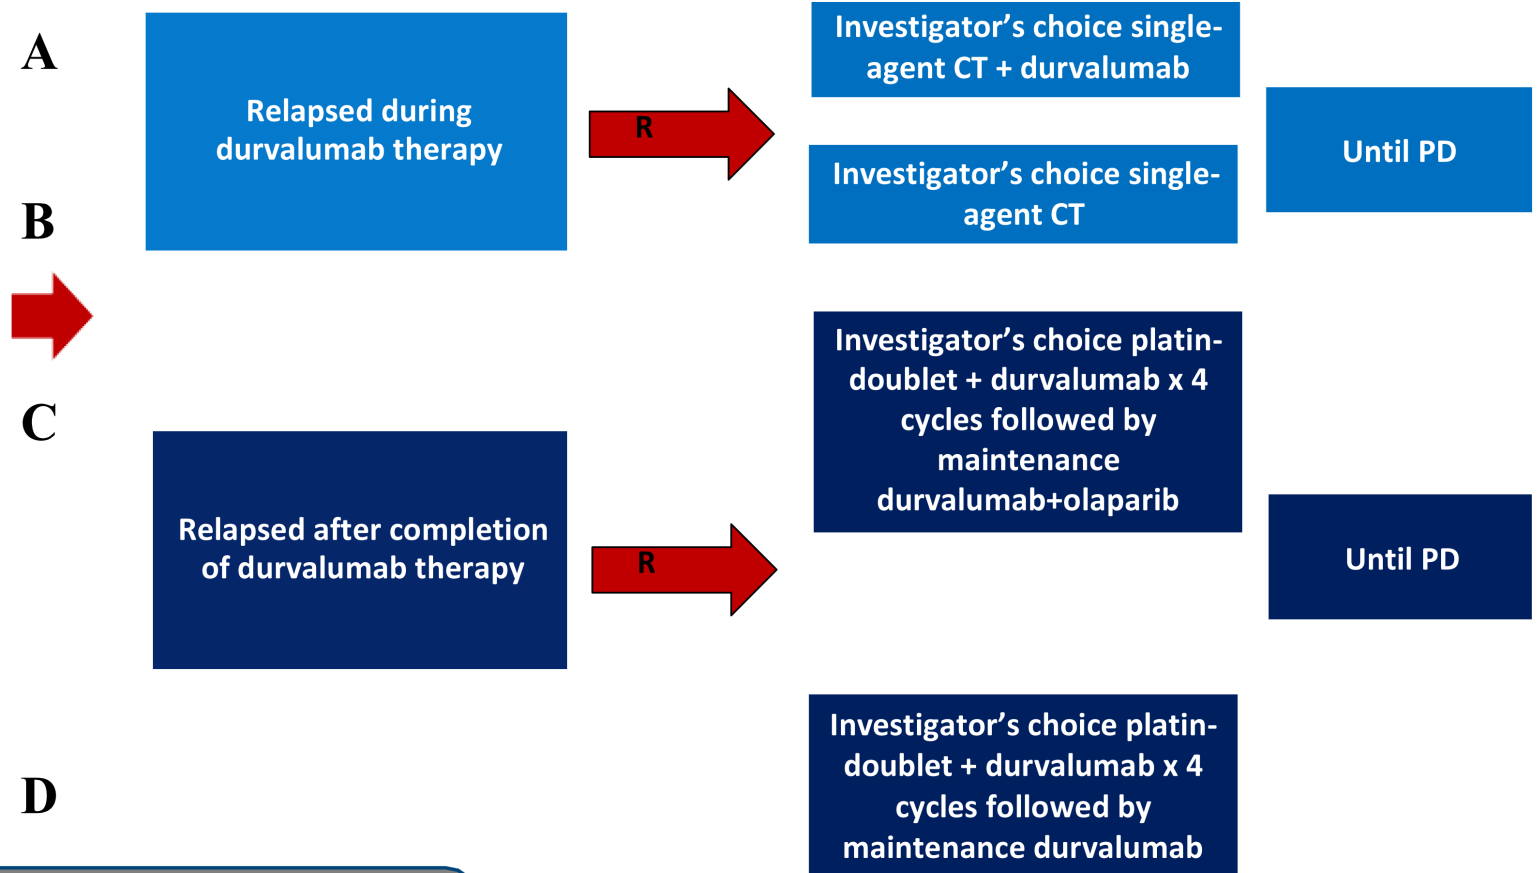 A
Relapsed during
durvalumab therapy
R
Investigator’s choice single-
agent CT + durvalumab
Investigator’s choice single-
agent CT
Until PD
B
C
Relapsed after completion
of durvalumab therapy
R
Investigator’s choice platin-
doublet + durvalumab x 4
cycles followed by
maintenance
durvalumab+olaparib
Until PD
D
Investigator’s choice platin-
doublet + durvalumab x 4
cycles followed by
maintenance durvalumab